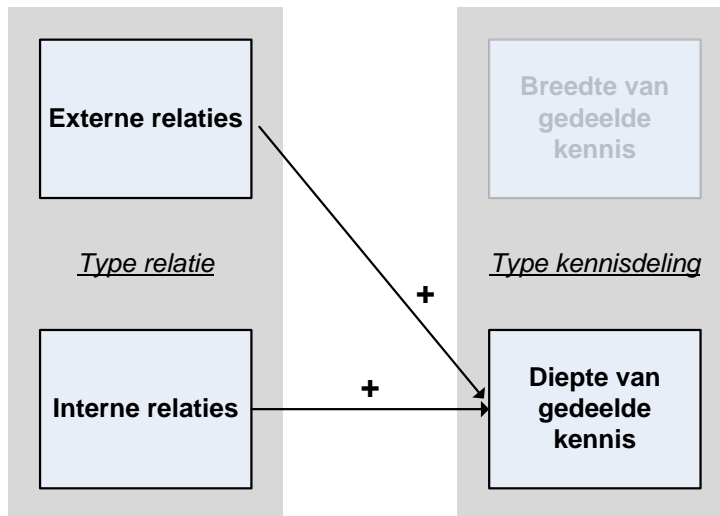 Externe relaties
Breedte van
gedeelde
kennis
Type relatie
Type kennisdeling
+
+
Interne relaties
Diepte van
gedeelde
kennis